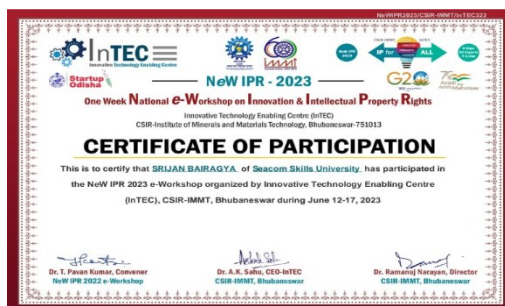 NeWIPR2023/CSIR-IMMT/InTEC322
InTEC
Innovative Technology Enabling Centre
Startup
Odisha
IP for ALL
G20
NeW IPR - 2023
One Week National e-Workshop on Innovation & Intellectual Property Rights
Innovative Technology Enabling Centre (InTEC)
CSIR-Institute of Minerals and Materials Technology, Bhubaneswar-751013
CERTIFICATE OF PARTICIPATION
This is to certify that SRIJAN BAIRAGYA of Seacom Skills University has participated in
the NeW IPR 2023 e-Workshop organized by Innovative Technology Enabling Centre
(InTEC), CSIR-IMMT, Bhubaneswar during June 12-17, 2023
Dr. T. Pavan Kumar, Convener
NeW IPR 2022 e-Workshop
Dr. A.K. Sahu, CEO-InTEC
CSIR-IMMT, Bhubaneswar
Dr. Ramanuj Narayan, Director
CSIR-IMMT, Bhubaneswar